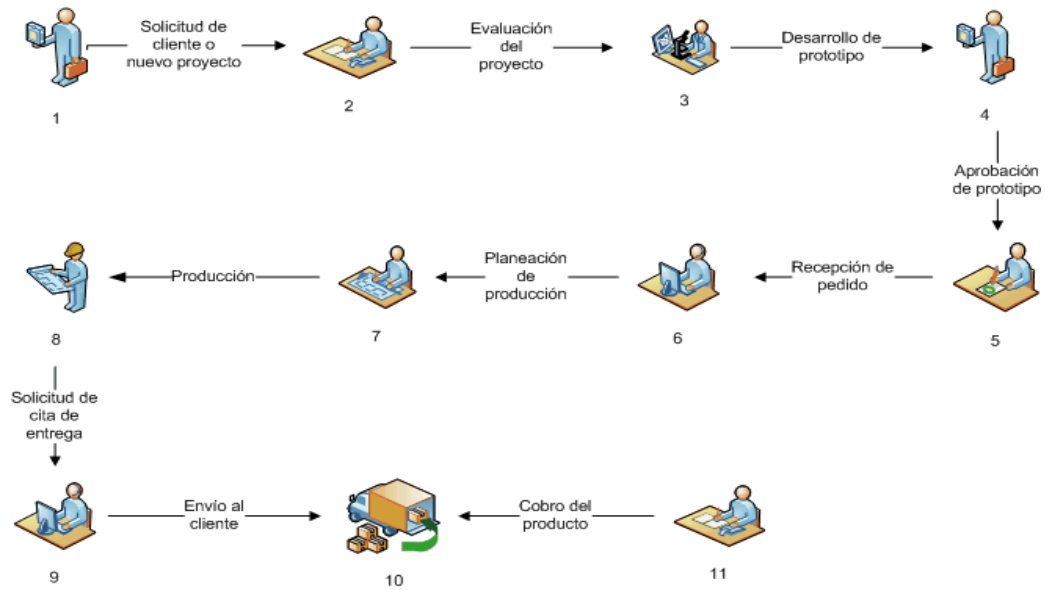 Solicitud de
cliente o
nuevo proyecto
Evaluación
del
proyecto
Desarrollo de
prototipo
1
2
3
4
Aprobación
de prototipo
Recepción de
pedido
Planeación
de
producción
Producción
5
6
7
8
Solicitud de
cita de
entrega
Envío al
cliente
Cobro del
producto
9
10
11